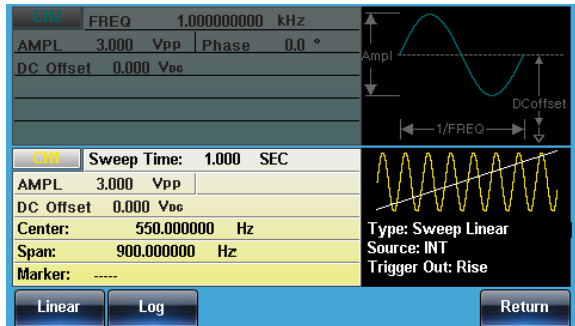 CH2 FREQ 1.000000000 kHz
AMPL 3.000 VPP Phase 0.0 °
DC Offset 0.000 VDC
Ampl
DCoffset
1/FREQ
CH1 Sweep Time: 1.000 SEC
AMPL 3.000 VPP
DC Offset 0.000 VDC
Center: 550.000000 Hz
Span: 900.000000 Hz
Marker: -----
Type: Sweep Linear
Source: INT
Trigger Out: Rise
Linear Log Return